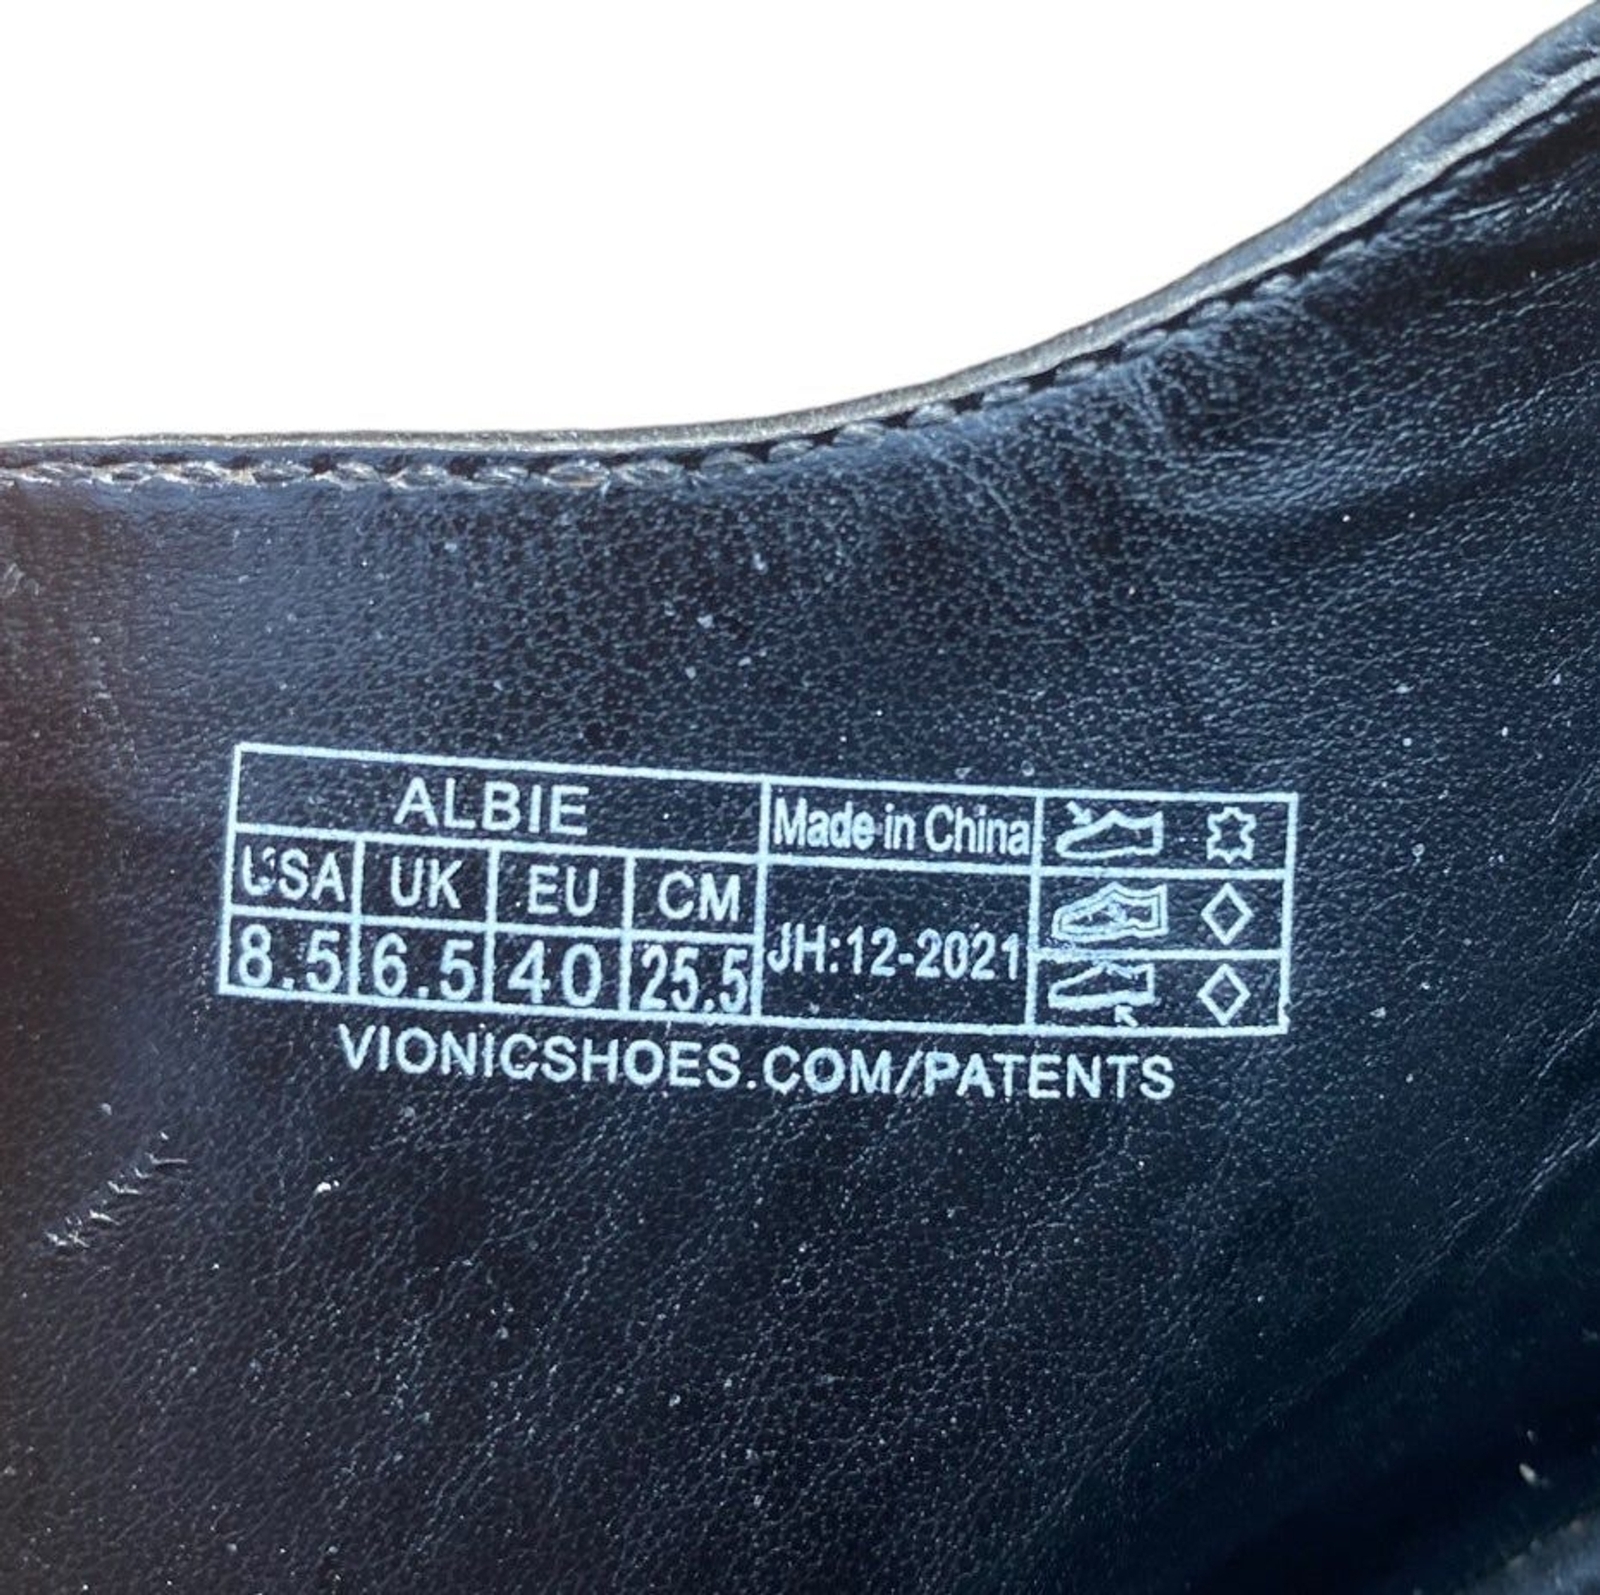 ALBIE Made in China
USA UK EU CM
8.5 6.5 40 25.5 JH:12-2021
VIONICSHOES.COM/PATENTS